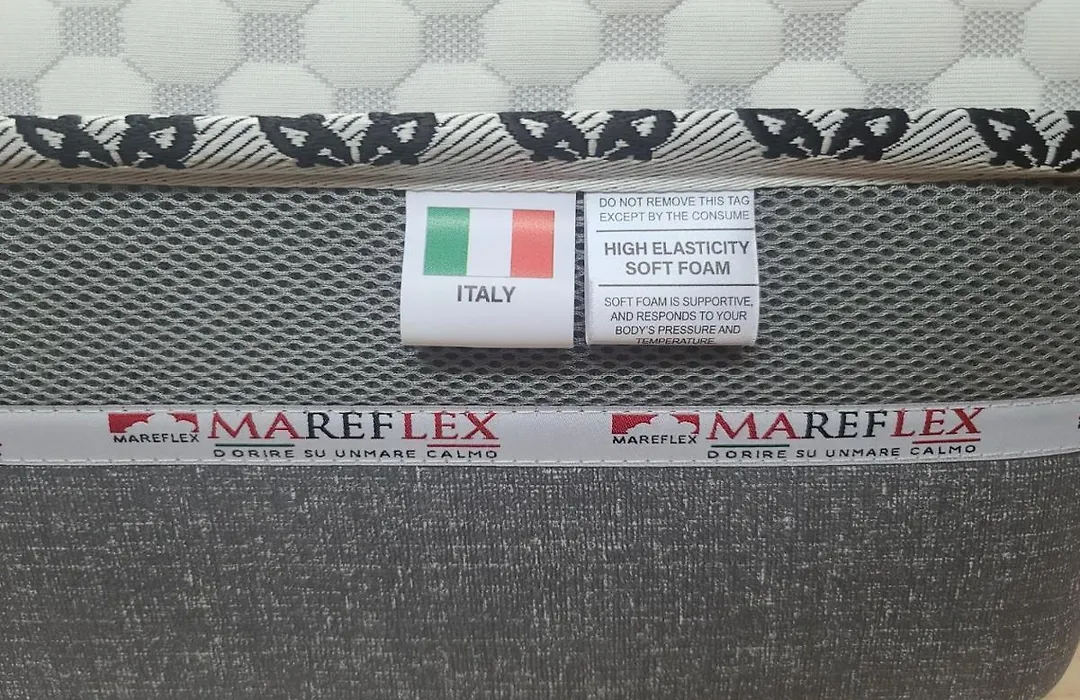 ITALY
DO NOT REMOVE THIS TAG
EXCEPT BY THE CONSUME
HIGH ELASTICITY
SOFT FOAM
SOFT FOAM IS SUPPORTIVE,
AND RESPONDS TO YOUR
BODY'S PRESSURE AND
TEMPERATURE.
MAREFLEX
MAREFLEX
DORIRE SU UNMARE CALMO
MAREFLEX
MAREFLEX
DORIRE SU UNMARE CALMO